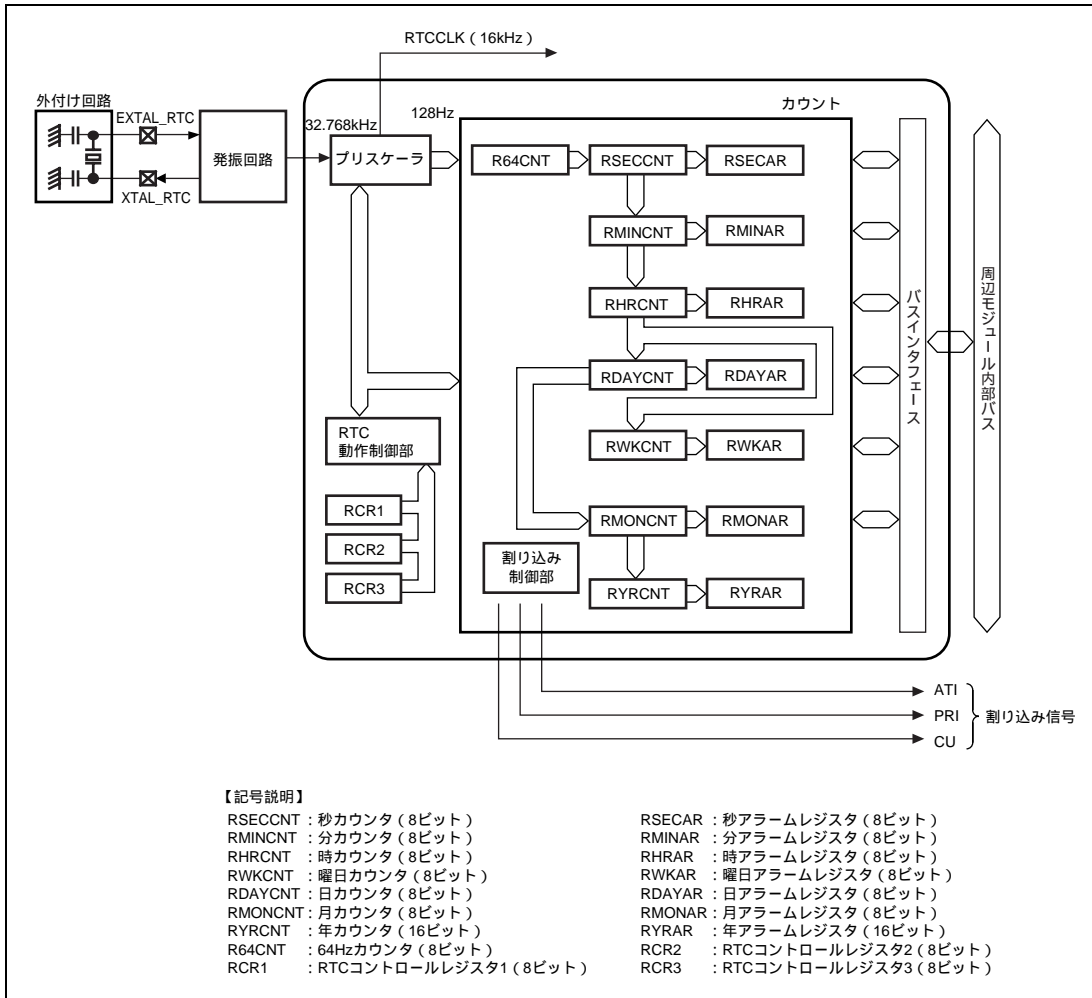 RTCCLK（16kHz）
外付け回路
EXTAL_RTC
XTAL_RTC
発振回路
32.768kHz
128Hz
プリスケーラ
カウント
R64CNT
RSECCNT
RSECAR
RMINCNT
RMINAR
RHRCNT
RHRAR
RDAYCNT
RDAYAR
RWKCNT
RWKAR
RMONCNT
RMONAR
RYRCNT
RYRAR
RTC
動作制御部
RCR1
RCR2
RCR3
割り込み
制御部
バスインタフェース
周辺モジュール内部バス
ATI
PRI
CU
割り込み信号
【記号説明】
RSECCNT：秒カウンタ（8ビット）
RMINCNT：分カウンタ（8ビット）
RHRCNT：時カウンタ（8ビット）
RWKCNT：曜日カウンタ（8ビット）
RDAYCNT：日カウンタ（8ビット）
RMONCNT：月カウンタ（8ビット）
RYRCNT：年カウンタ（16ビット）
R64CNT：64Hzカウンタ（8ビット）
RCR1：RTCコントロールレジスタ1（8ビット）
RSECAR：秒アラームレジスタ（8ビット）
RMINAR：分アラームレジスタ（8ビット）
RHRAR：時アラームレジスタ（8ビット）
RWKAR：曜日アラームレジスタ（8ビット）
RDAYAR：日アラームレジスタ（8ビット）
RMONAR：月アラームレジスタ（8ビット）
RYRAR：年アラームレジスタ（16ビット）
RCR2：RTCコントロールレジスタ2（8ビット）
RCR3：RTCコントロールレジスタ3（8ビット）